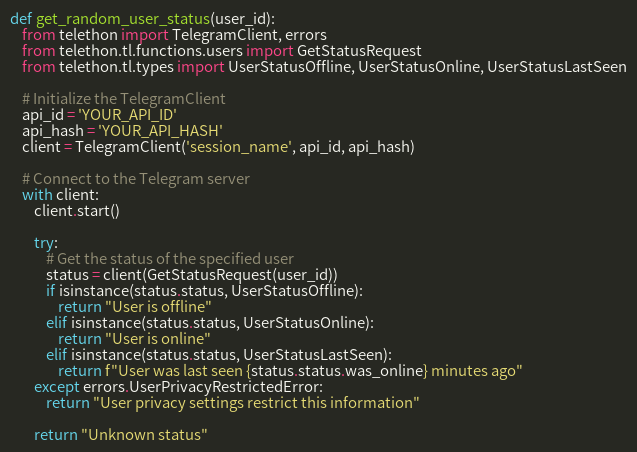 def get_random_user_status(user_id):
    from telethon import TelegramClient, errors
    from telethon.tl.functions.users import GetStatusRequest
    from telethon.tl.types import UserStatusOffline, UserStatusOnline, UserStatusLastSeen

    # Initialize the TelegramClient
    api_id = 'YOUR_API_ID'
    api_hash = 'YOUR_API_HASH'
    client = TelegramClient('session_name', api_id, api_hash)

    # Connect to the Telegram server
    with client:
        client.start()

        try:
            # Get the status of the specified user
            status = client(GetStatusRequest(user_id))
            if isinstance(status.status, UserStatusOffline):
                return "User is offline"
            elif isinstance(status.status, UserStatusOnline):
                return "User is online"
            elif isinstance(status.status, UserStatusLastSeen):
                return f"User was last seen {status.status.was_online} minutes ago"
        except errors.UserPrivacyRestrictedError:
            return "User privacy settings restrict this information"

        return "Unknown status"